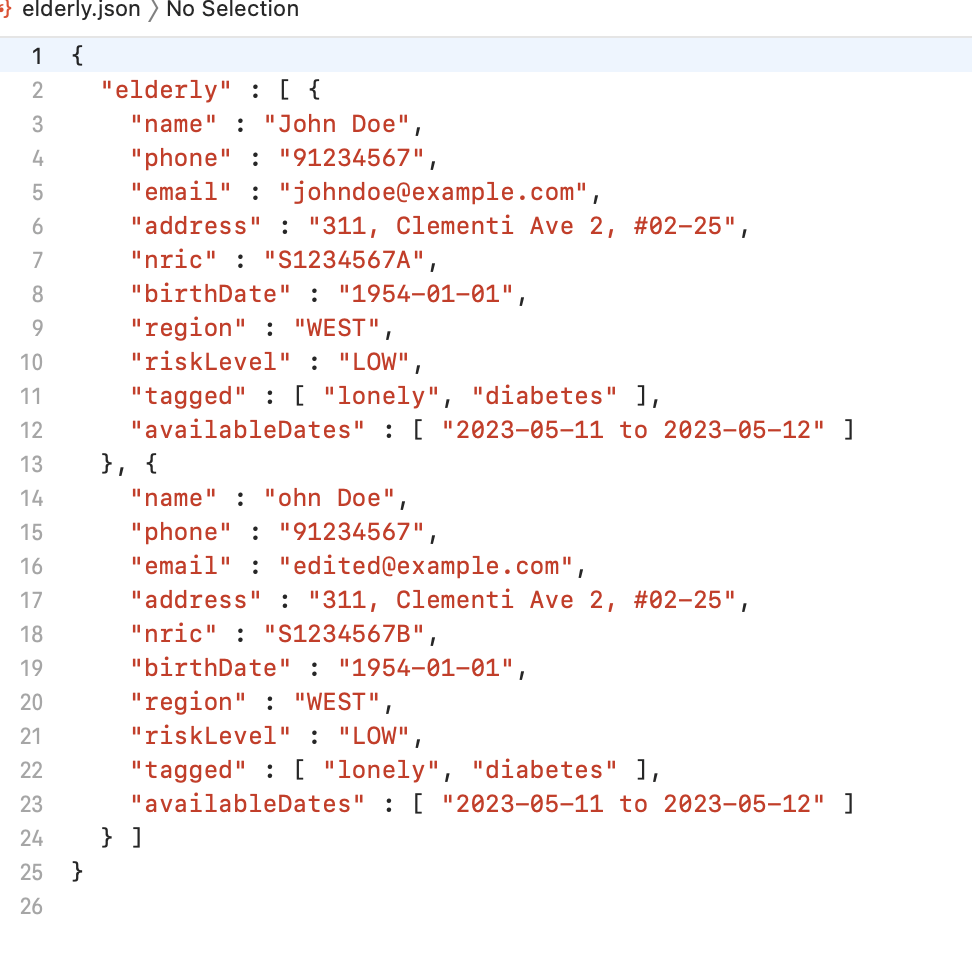 elderly.json 〉 No Selection
1 {
2 "elderly" : [ {
3 "name" : "John Doe",
4 "phone" : "91234567",
5 "email" : "johndoe@example.com",
6 "address" : "311, Clementi Ave 2, #02-25",
7 "nric" : "S1234567A",
8 "birthDate" : "1954-01-01",
9 "region" : "WEST",
10 "riskLevel" : "LOW",
11 "tagged" : [ "lonely", "diabetes" ],
12 "availableDates" : [ "2023-05-11 to 2023-05-12" ]
13 }, {
14 "name" : "ohn Doe",
15 "phone" : "91234567",
16 "email" : "edited@example.com",
17 "address" : "311, Clementi Ave 2, #02-25",
18 "nric" : "S1234567B",
19 "birthDate" : "1954-01-01",
20 "region" : "WEST",
21 "riskLevel" : "LOW",
22 "tagged" : [ "lonely", "diabetes" ],
23 "availableDates" : [ "2023-05-11 to 2023-05-12" ]
24 } ]
25 }
26